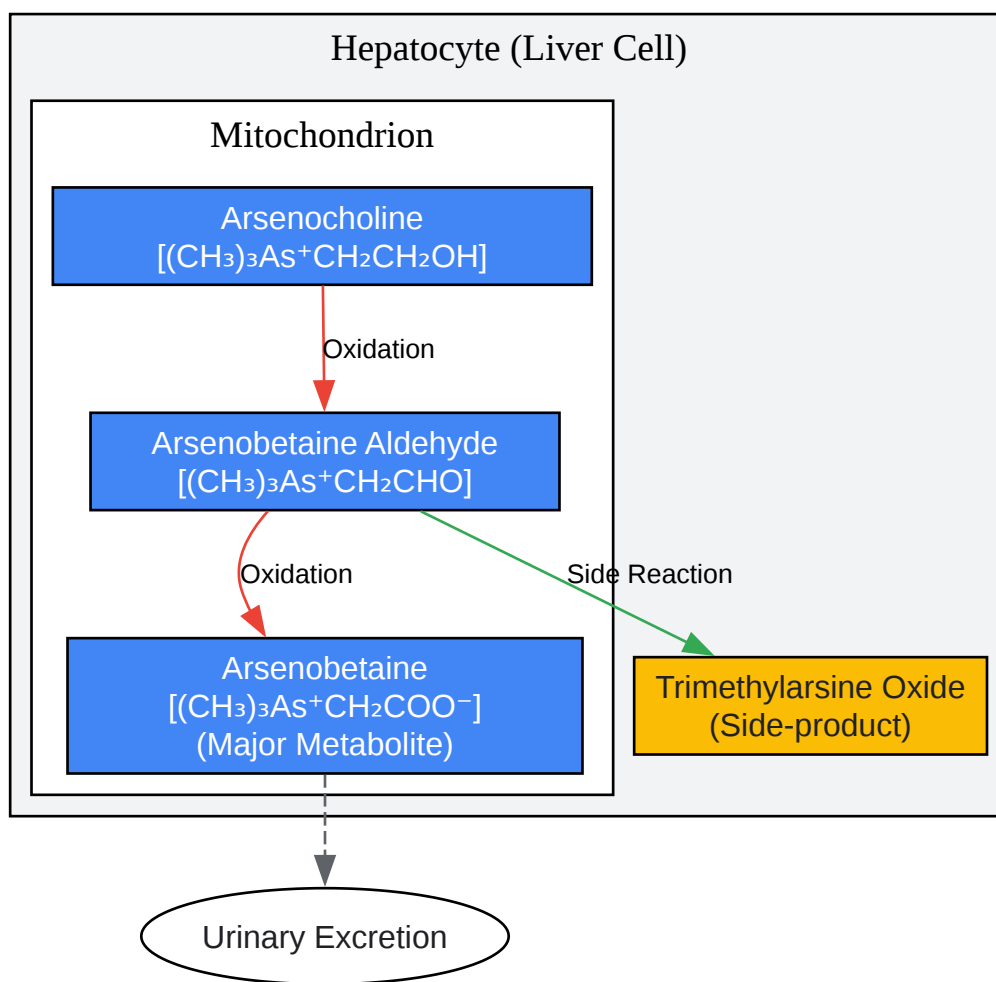 Hepatocyte (Liver Cell)
Mitochondrion
Arsenocholine
[(CH₃)₃As⁺CH₂CH₂OH]
Oxidation
Arsenobetaine Aldehyde
[(CH₃)₃As⁺CH₂CHO]
Oxidation
Side Reaction
Arsenobetaine
[(CH₃)₃As⁺CH₂COO⁻]
(Major Metabolite)
Trimethylarsine Oxide
(Side-product)
Urinary Excretion